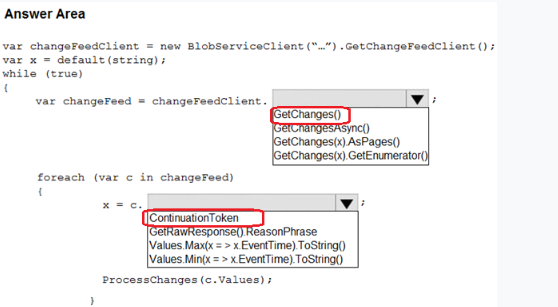 Answer Area
var changeFeedClient = new BlobServiceClient("…").GetChangeFeedClient();
var x = default(string);
while (true)
{
var changeFeed = changeFeedClient. ;
GetChanges()
GetChangesAsync()
GetChanges(x).AsPages()
GetChanges(x).GetEnumerator()
foreach (var c in changeFeed)
{
x = c. ;
ContinuationToken
GetRawResponse().ReasonPhrase
Values.Max(x = > x.EventTime).ToString()
Values.Min(x = > x.EventTime).ToString()
ProcessChanges(c.Values);
}